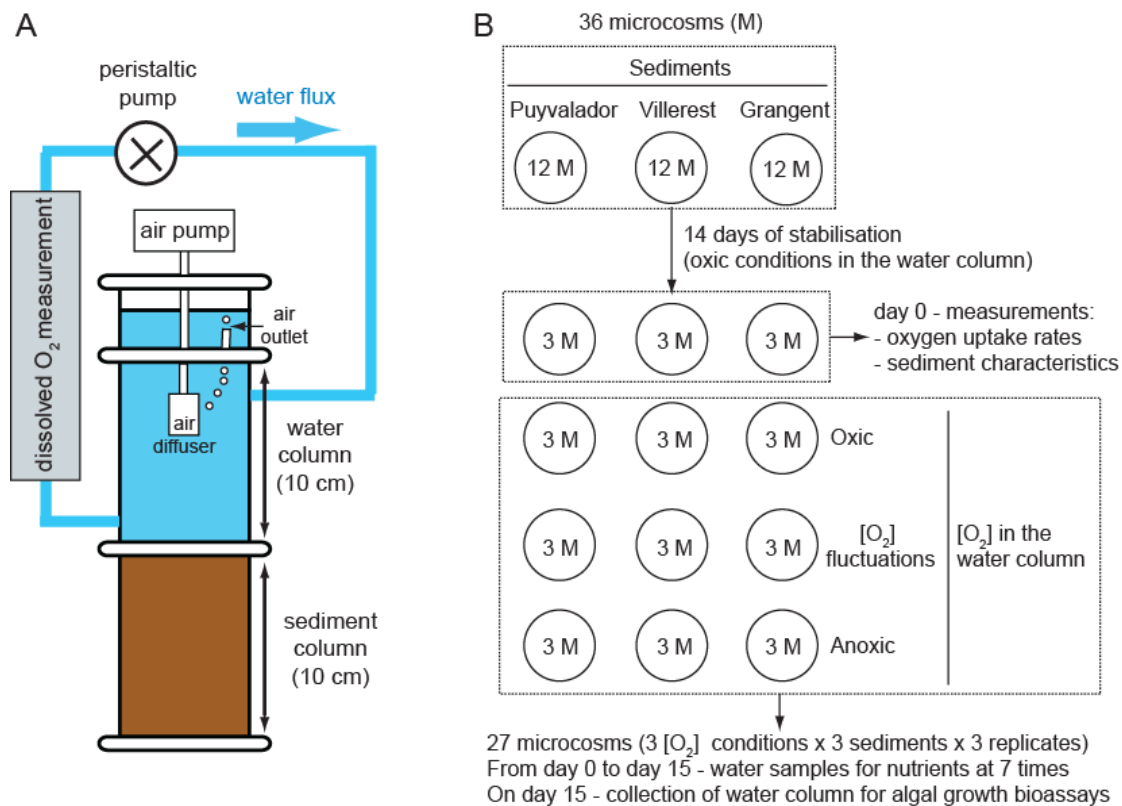 A
peristaltic
pump
water flux
dissolved O₂ measurement
air pump
air
outlet
air
diffuser
water
column
(10 cm)
sediment
column
(10 cm)
B
36 microcosms (M)
Sediments
Puyvalador Villerest Grangent
12 M 12 M 12 M
14 days of stabilisation
(oxic conditions in the water column)
3 M 3 M 3 M
day 0 - measurements:
- oxygen uptake rates
- sediment characteristics
3 M 3 M 3 M Oxic
3 M 3 M 3 M
[O₂]
fluctuations
[O₂] in the
water column
3 M 3 M 3 M Anoxic
27 microcosms (3 [O₂] conditions x 3 sediments x 3 replicates)
From day 0 to day 15 - water samples for nutrients at 7 times
On day 15 - collection of water column for algal growth bioassays